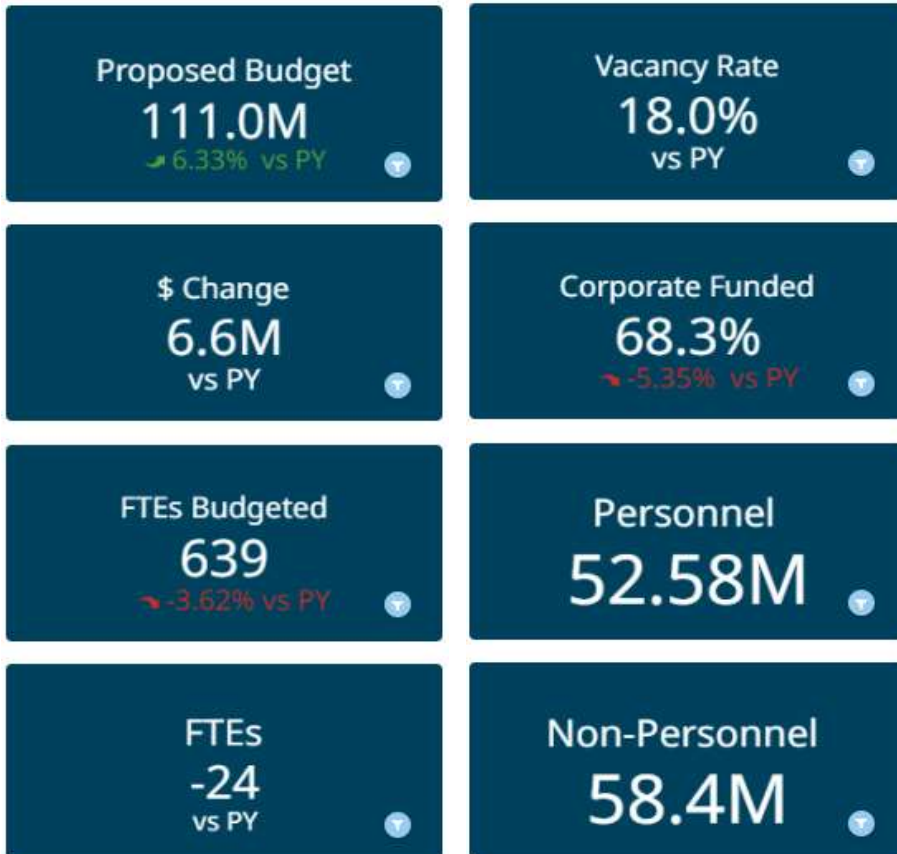 Proposed Budget
111.0M
6.33% vs PY
Vacancy Rate
18.0%
vs PY
$ Change
6.6M
vs PY
Corporate Funded
68.3%
-5.35% vs PY
FTEs Budgeted
639
-3.62% vs PY
Personnel
52.58M
FTEs
-24
vs PY
Non-Personnel
58.4M